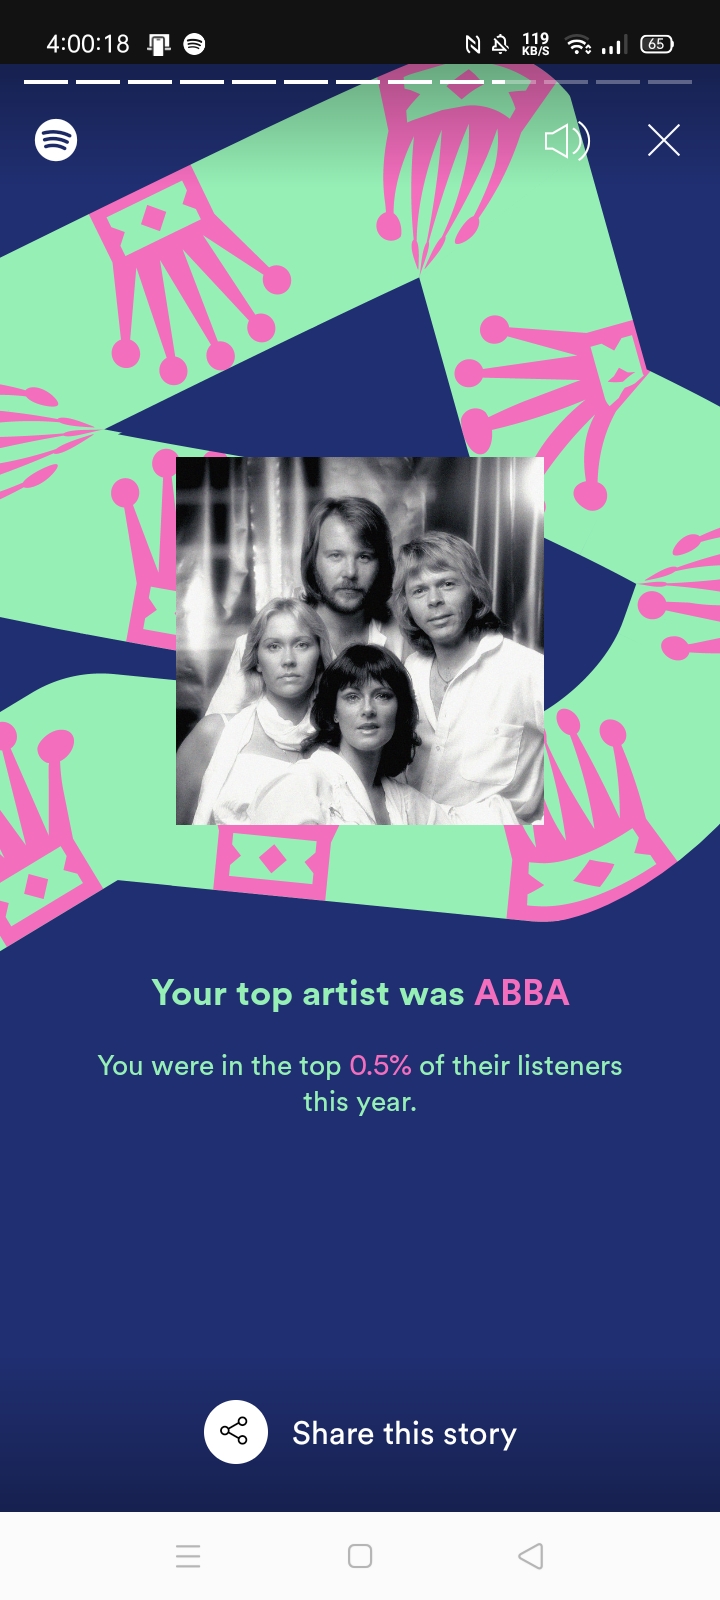 4:00:18
119
KB/S
65
Your top artist was ABBA
You were in the top 0.5% of their listeners
this year.
Share this story